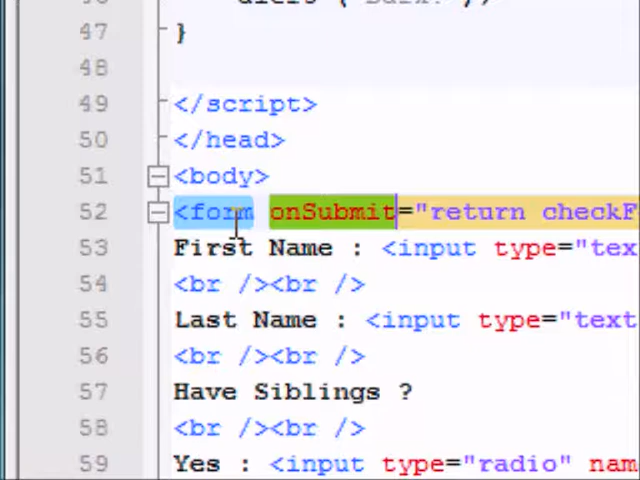 47 }
48
49 </script>
50 </head>
51 <body>
52 <form onSubmit="return checkF
53 First Name : <input type="tex
54 <br /><br />
55 Last Name : <input type="text
56 <br /><br />
57 Have Siblings ?
58 <br /><br />
59 Yes : <input type="radio" nam